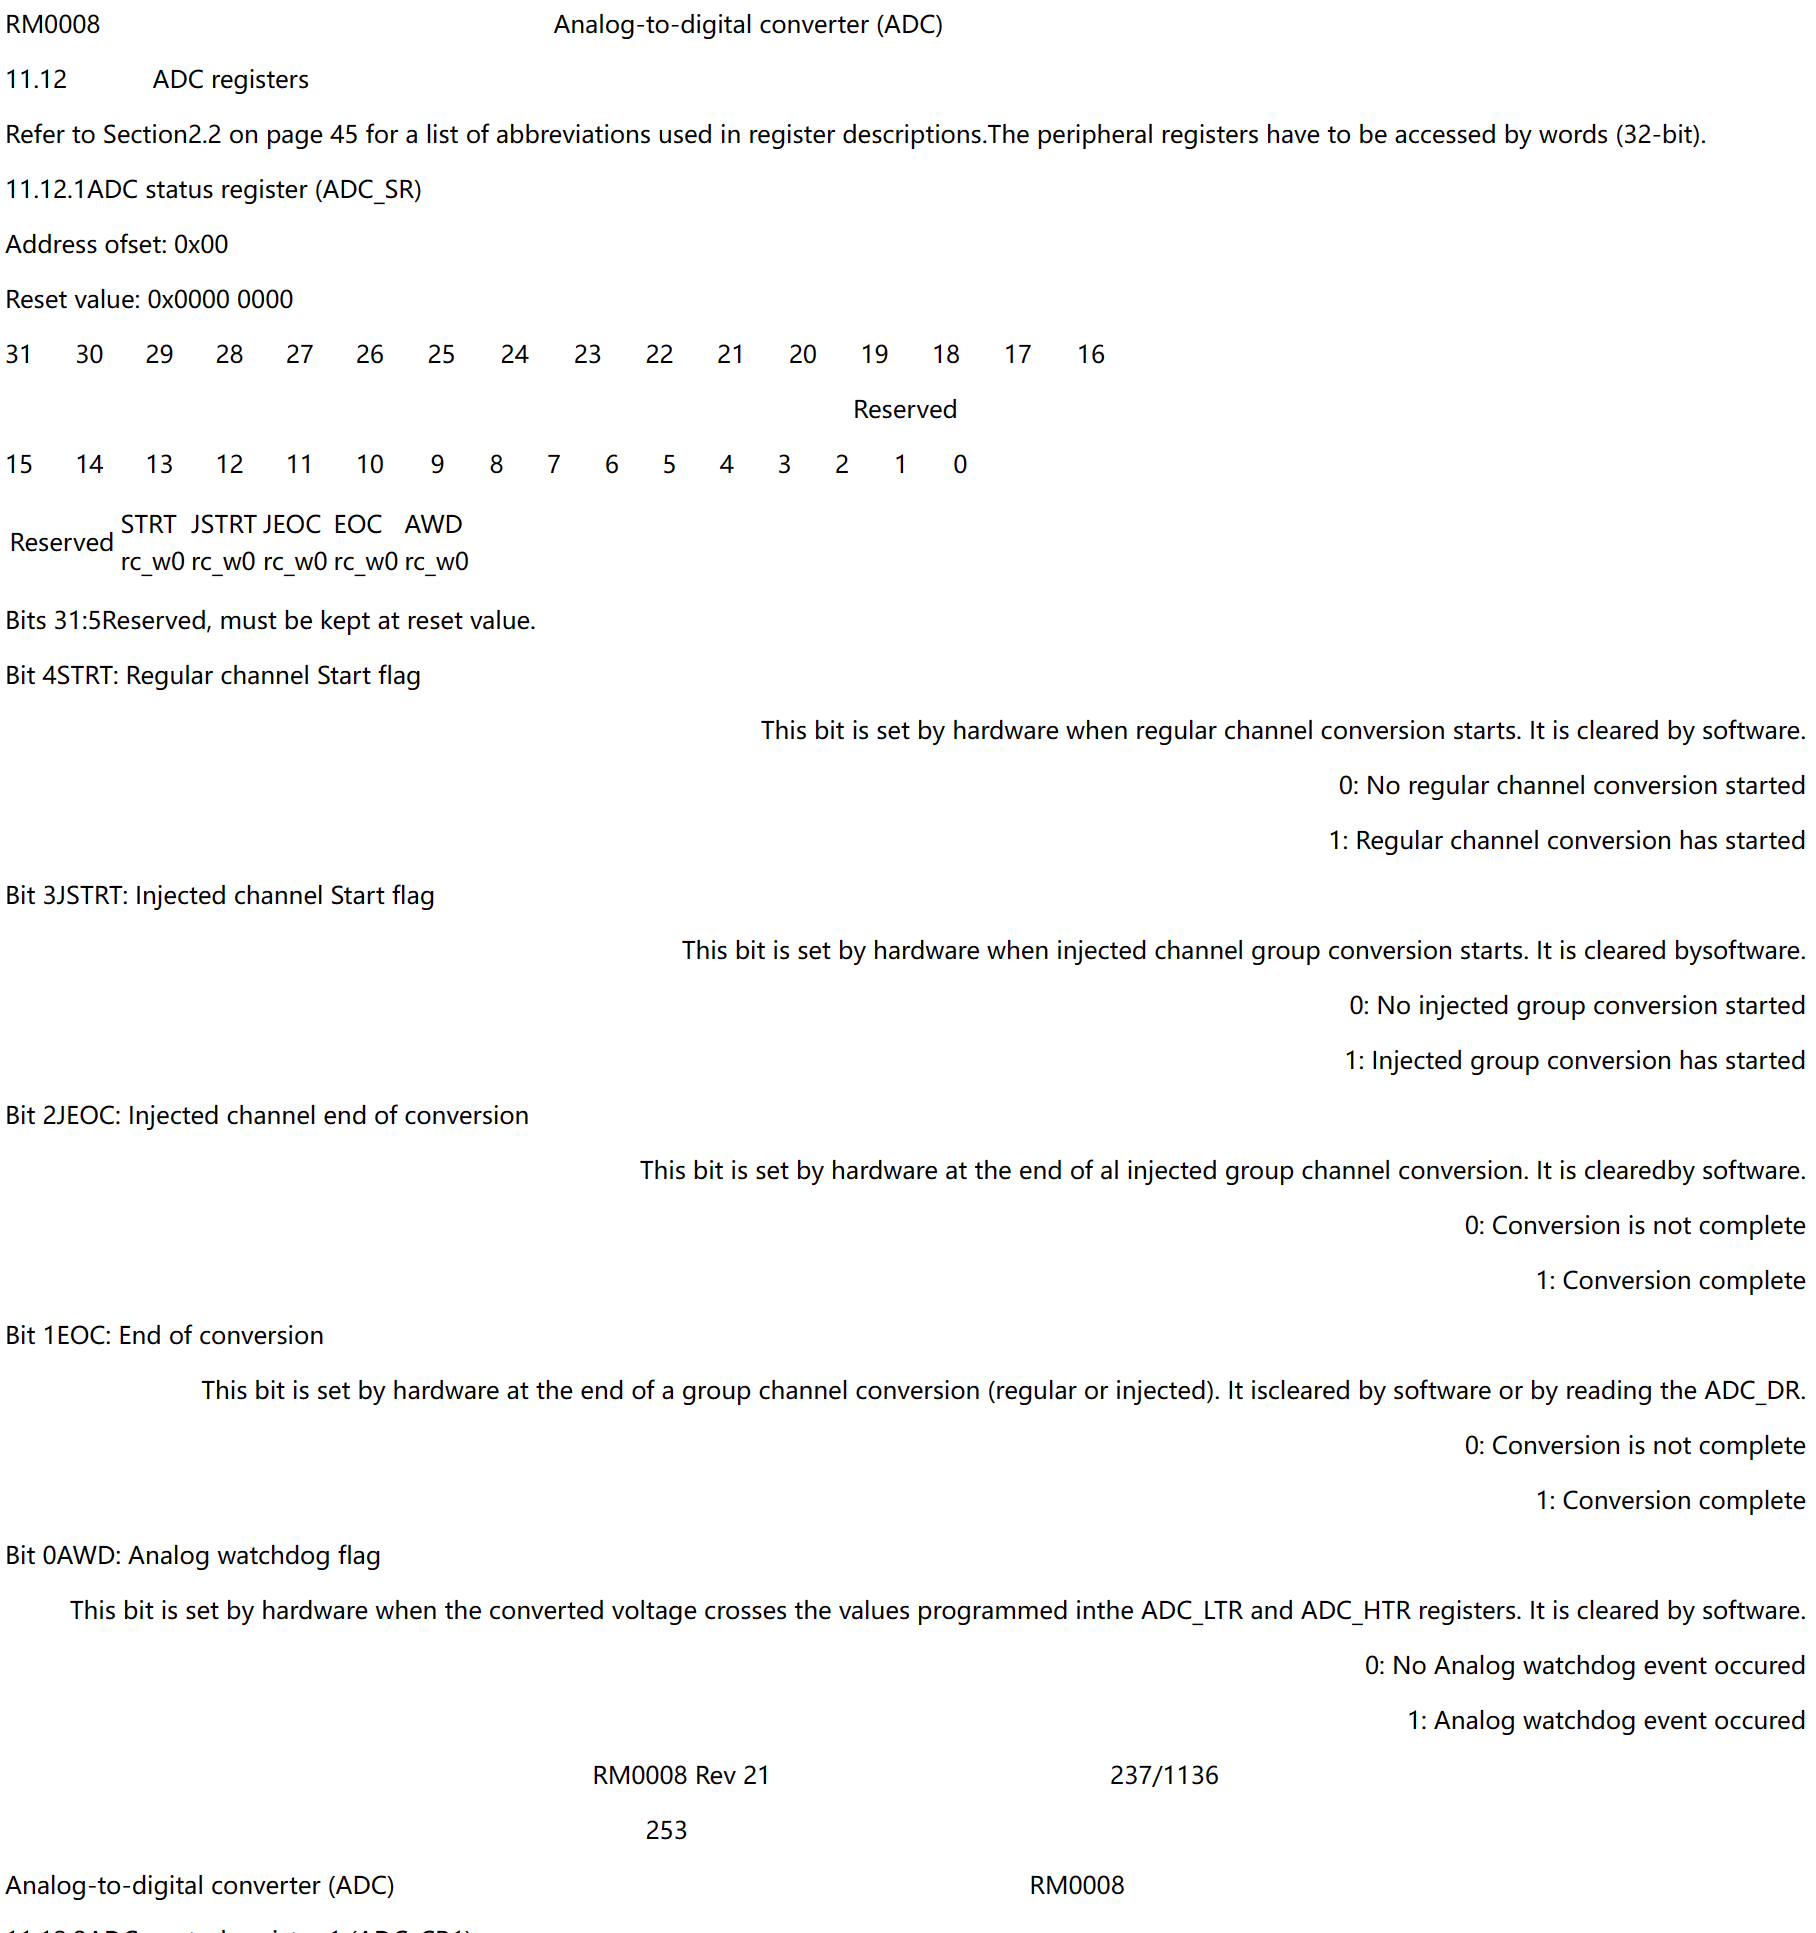 RM0008 Analog-to-digital converter (ADC)
11.12 ADC registers
Refer to Section2.2 on page 45 for a list of abbreviations used in register descriptions.The peripheral registers have to be accessed by words (32-bit).
11.12.1ADC status register (ADC_SR)
Address ofset: 0x00
Reset value: 0x0000 0000
31 30 29 28 27 26 25 24 23 22 21 20 19 18 17 16
Reserved
15 14 13 12 11 10 9 8 7 6 5 4 3 2 1 0
Reserved
STRT JSTRT JEOC EOC AWD
rc_w0 rc_w0 rc_w0 rc_w0 rc_w0
Bits 31:5Reserved, must be kept at reset value.
Bit 4STRT: Regular channel Start flag
This bit is set by hardware when regular channel conversion starts. It is cleared by software.
0: No regular channel conversion started
1: Regular channel conversion has started
Bit 3JSTRT: Injected channel Start flag
This bit is set by hardware when injected channel group conversion starts. It is cleared bysoftware.
0: No injected group conversion started
1: Injected group conversion has started
Bit 2JEOC: Injected channel end of conversion
This bit is set by hardware at the end of al injected group channel conversion. It is clearedby software.
0: Conversion is not complete
1: Conversion complete
Bit 1EOC: End of conversion
This bit is set by hardware at the end of a group channel conversion (regular or injected). It iscleared by software or by reading the ADC_DR.
0: Conversion is not complete
1: Conversion complete
Bit 0AWD: Analog watchdog flag
This bit is set by hardware when the converted voltage crosses the values programmed inthe ADC_LTR and ADC_HTR registers. It is cleared by software.
0: No Analog watchdog event occured
1: Analog watchdog event occured
RM0008 Rev 21 237/1136
253
Analog-to-digital converter (ADC) RM0008